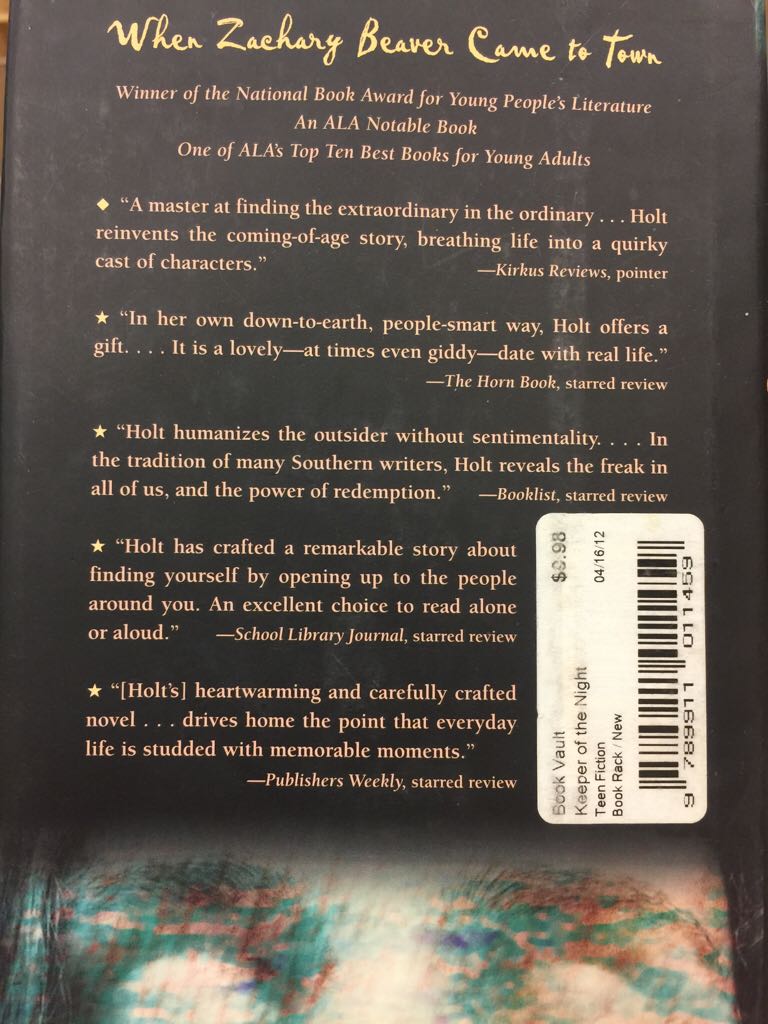 When Zachary Beaver Came to Town
Winner of the National Book Award for Young People's Literature
An ALA Notable Book
One of ALA's Top Ten Best Books for Young Adults
◆ “A master at finding the extraordinary in the ordinary . . . Holt
reinvents the coming-of-age story, breathing life into a quirky
cast of characters.” —Kirkus Reviews, pointer
★ “In her own down-to-earth, people-smart way, Holt offers a
gift. . . . It is a lovely—at times even giddy—date with real life.”
—The Horn Book, starred review
★ “Holt humanizes the outsider without sentimentality. . . . In
the tradition of many Southern writers, Holt reveals the freak in
all of us, and the power of redemption.” —Booklist, starred review
★ “Holt has crafted a remarkable story about
finding yourself by opening up to the people
around you. An excellent choice to read alone
or aloud.” —School Library Journal, starred review
★ “[Holt's] heartwarming and carefully crafted
novel . . . drives home the point that everyday
life is studded with memorable moments.”
—Publishers Weekly, starred review
Book Vault
Keeper of the Night
Teen Fiction 04/16/12
Book Rack / New
9 789911 011459